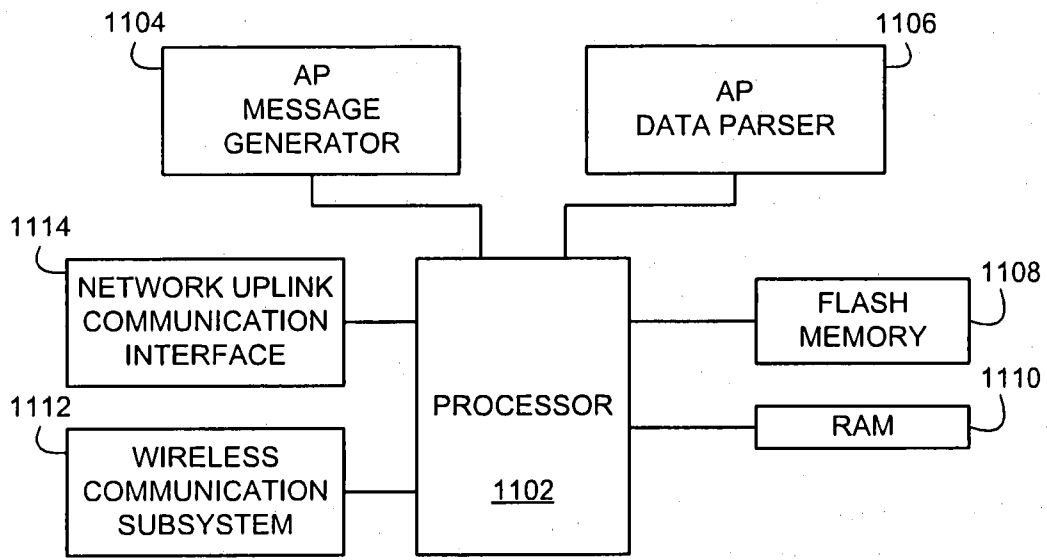 1104
AP
MESSAGE
GENERATOR
1106
AP
DATA PARSER
1114
NETWORK UPLINK
COMMUNICATION
INTERFACE
1112
WIRELESS
COMMUNICATION
SUBSYSTEM
PROCESSOR
1102
1108
FLASH
MEMORY
1110
RAM